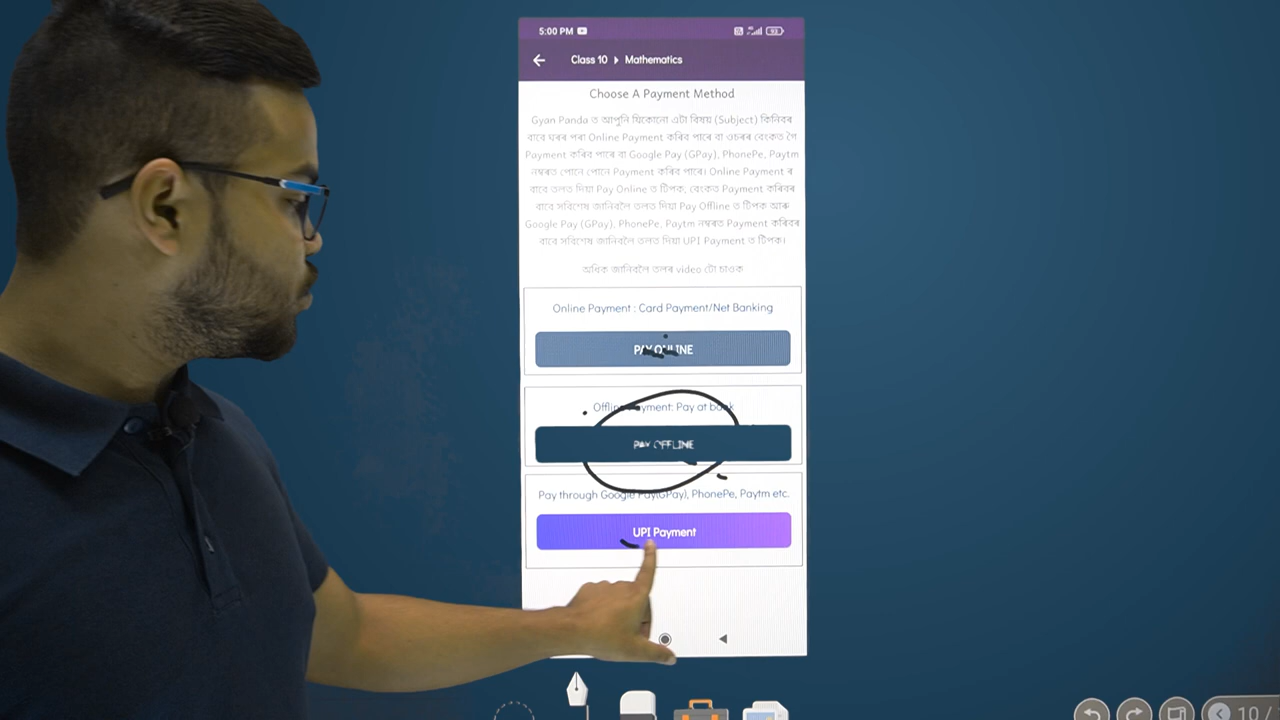 5:00 PM
93
Class 10 Mathematics
Choose A Payment Method
Gyan Panda ত আপুনি যিকোনো এটা বিষয় (Subject) কিনিবৰ
বাবে ঘৰৰ পৰা Online Payment কৰিব পাৰে বা ওচৰৰ বেংকত গৈ
Payment কৰিব পাৰে বা Google Pay (GPay), PhonePe, Paytm
নম্বৰত পোনে পোনে Payment কৰিব পাৰে। Online Payment ৰ
বাবে তলত দিয়া Pay Online ত টিপক, বেংকত Payment কৰিবৰ
বাবে সবিশেষ জানিবলৈ তলত দিয়া Pay Offline ত টিপক আৰু
Google Pay (GPay), PhonePe, Paytm নম্বৰত Payment কৰিবৰ
বাবে সবিশেষ জানিবলৈ তলত দিয়া UPI Payment ত টিপক।
অধিক জানিবলৈ তলৰ video টো চাওক
Online Payment : Card Payment/Net Banking
PAY ONLINE
Offline Payment: Pay at bank
PAY OFFLINE
Pay through Google Pay(GPay), PhonePe, Paytm etc.
UPI Payment
10 /